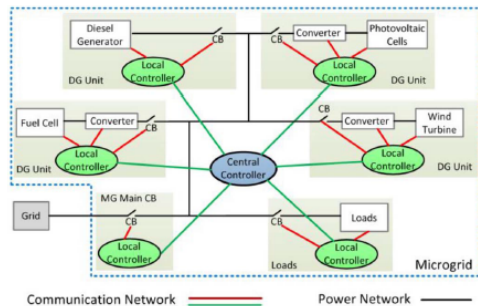 Diesel
Generator
CB
Local
Controller
DG Unit
Converter
Photovoltaic
Cells
CB
Local
Controller
DG Unit
Fuel Cell
Converter
CB
Local
Controller
DG Unit
CB
Converter
Wind
Turbine
Local
Controller
DG Unit
Central
Controller
Grid
MG Main CB
CB
Local
Controller
CB
Loads
Local
Controller
Loads
Microgrid
Communication Network
Power Network